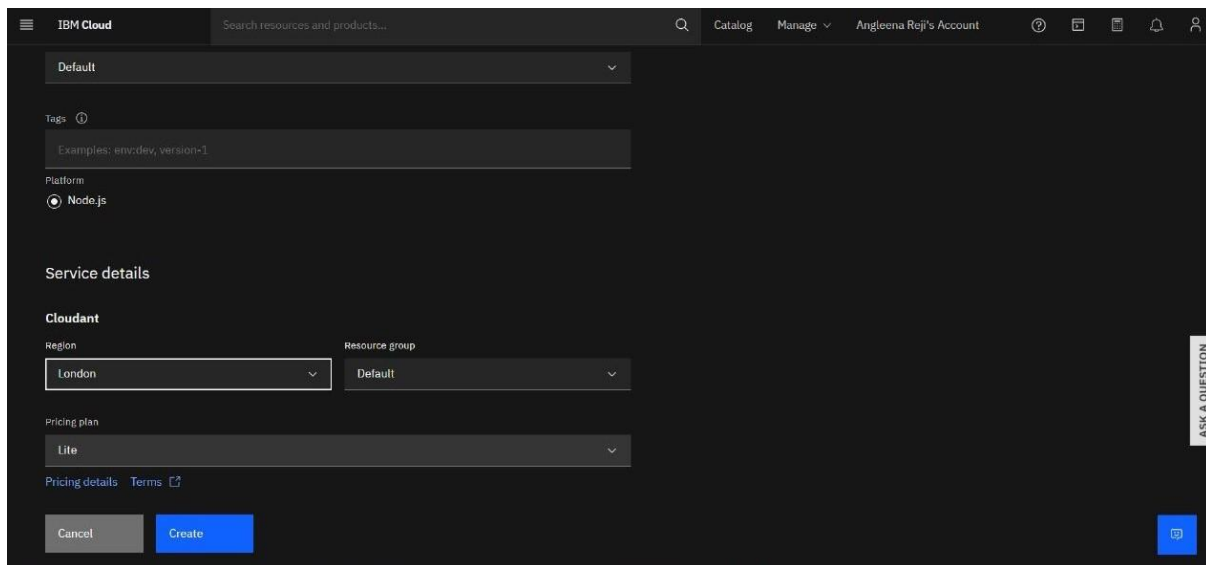 IBM Cloud Search resources and products... Catalog Manage Angleena Reji's Account
Default
Tags
Examples: env:dev, version-1
Platform
Node.js
Service details
Cloudant
Region Resource group
London Default
Pricing plan
Lite
Pricing details Terms
Cancel Create
ASK A QUESTION